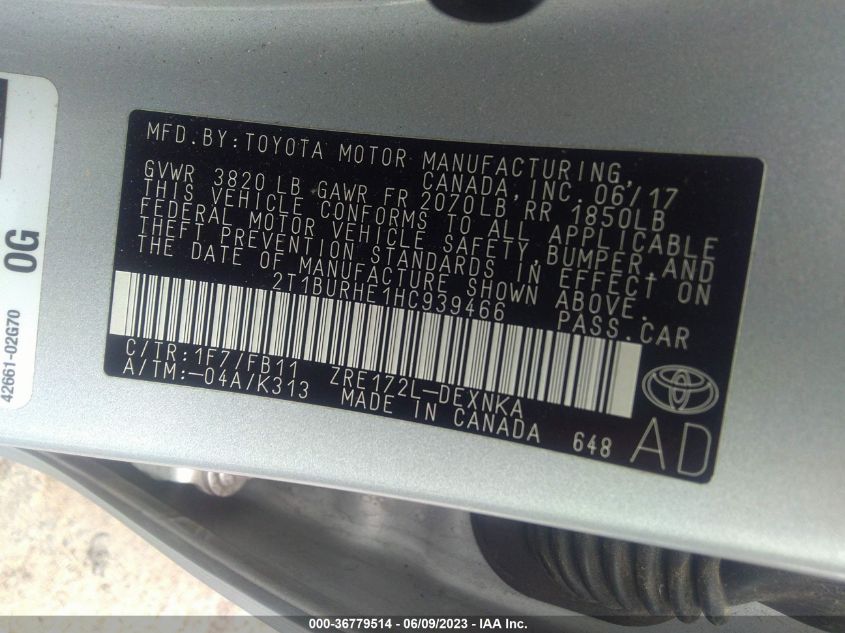 MFD.BY:TOYOTA MOTOR MANUFACTURING,
CANADA, INC. 06/17
GVWR 3820 LB GAWR FR 2070LB RR 1850LB
THIS VEHICLE CONFORMS TO ALL APPLICABLE
FEDERAL MOTOR VEHICLE SAFETY, BUMPER, AND
THEFT PREVENTION STANDARDS IN EFFECT ON
THE DATE OF MANUFACTURE SHOWN ABOVE.
2T1BURHE1HC939466 PASS.CAR
C/TR:1F7/FB11 ZRE172L-DEXNKA
A/TM:-04A/K313 MADE IN CANADA 648 AD
0G
42661-02G70
000-36779514 - 06/09/2023 - IAA Inc.